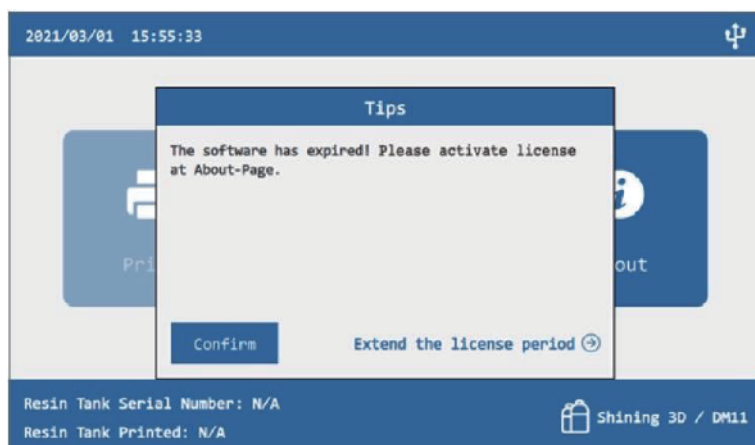 2021/03/01 15:55:33
Tips
The software has expired! Please activate license
at About-Page.
Pri
out
Confirm
Extend the license period
Resin Tank Serial Number: N/A
Resin Tank Printed: N/A
Shining 3D / DM11